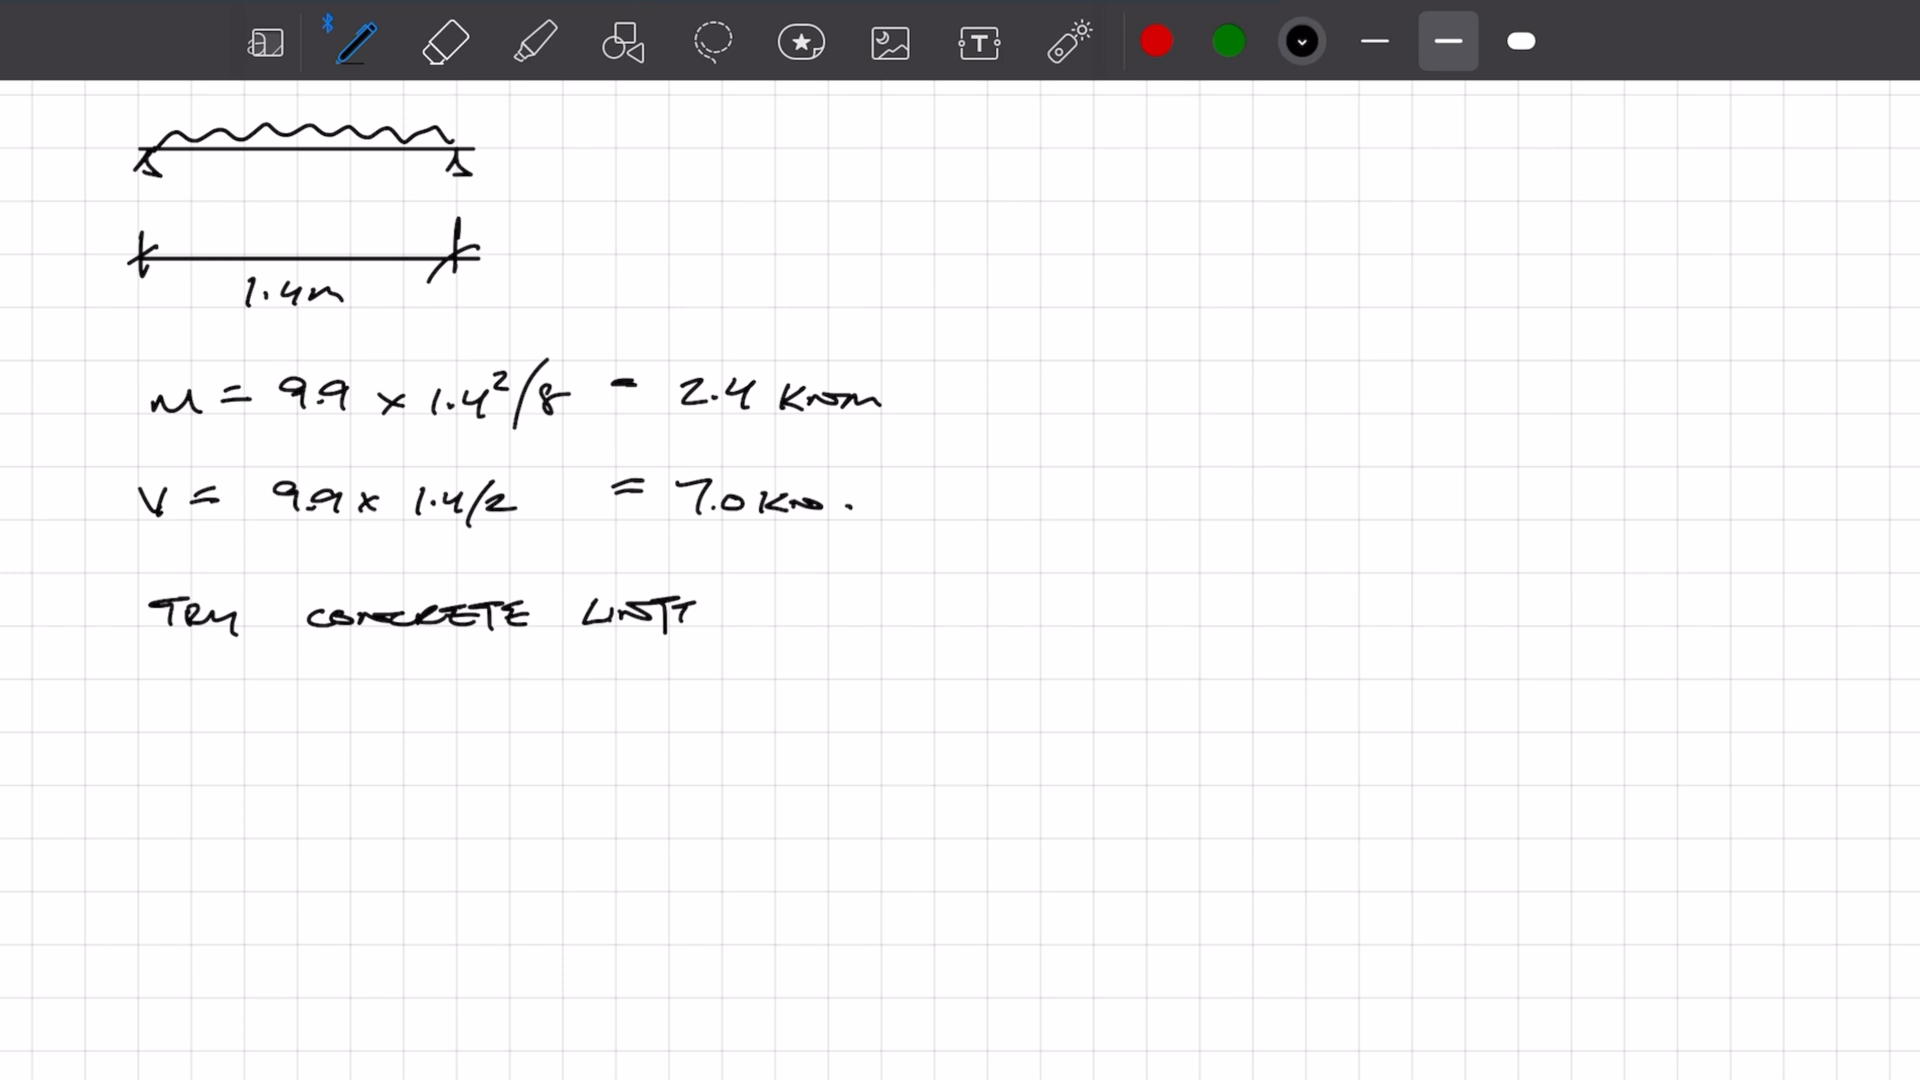 1.4m
M = 9.9 x 1.4²/8 = 2.4 KNm
V = 9.9 x 1.4/2 = 7.0 KN.
TRY CONCRETE LINT